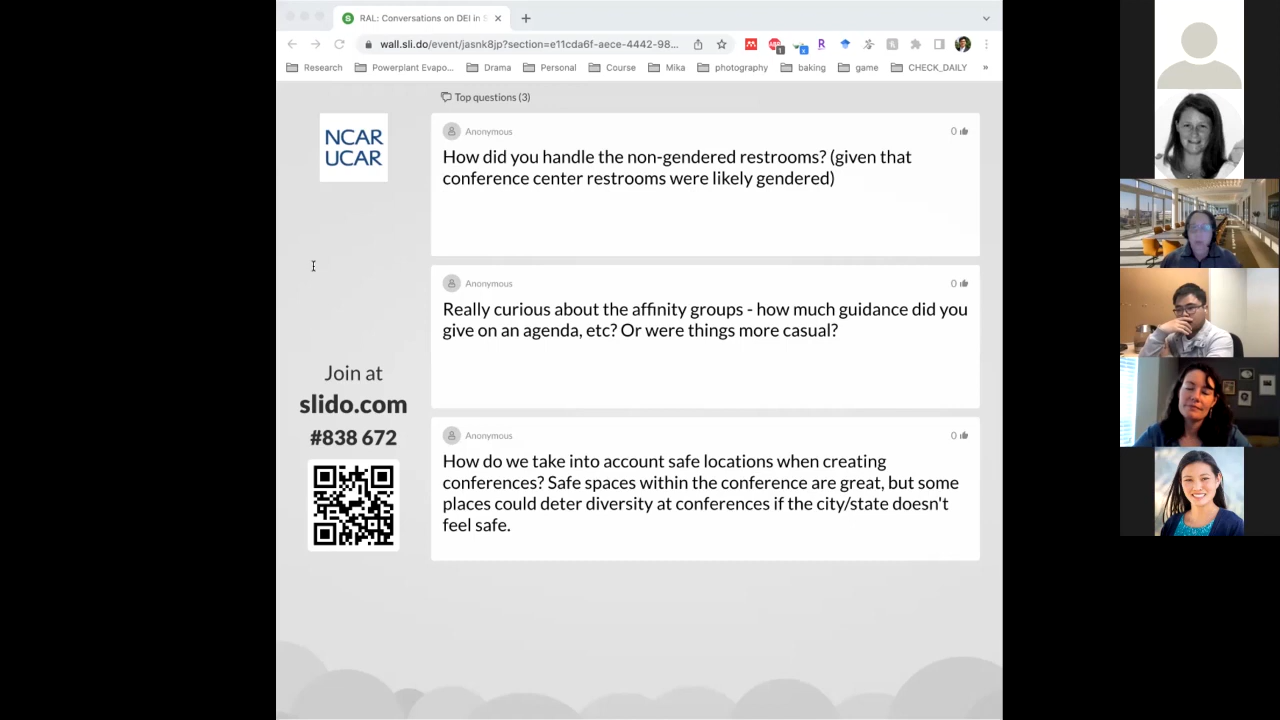 RAL: Conversations on DEI in S
wall.sli.do/event/jasnk8jp?section=e11cda6f-aece-4442-98...
Research
Powerplant Evapo...
Drama
Personal
Course
Mika
photography
baking
game
CHECK_DAILY
»
Top questions (3)
NCAR
UCAR
Anonymous
0
How did you handle the non-gendered restrooms? (given that
conference center restrooms were likely gendered)
Anonymous
0
Really curious about the affinity groups - how much guidance did you
give on an agenda, etc? Or were things more casual?
Join at
slido.com
#838 672
Anonymous
0
How do we take into account safe locations when creating
conferences? Safe spaces within the conference are great, but some
places could deter diversity at conferences if the city/state doesn't
feel safe.